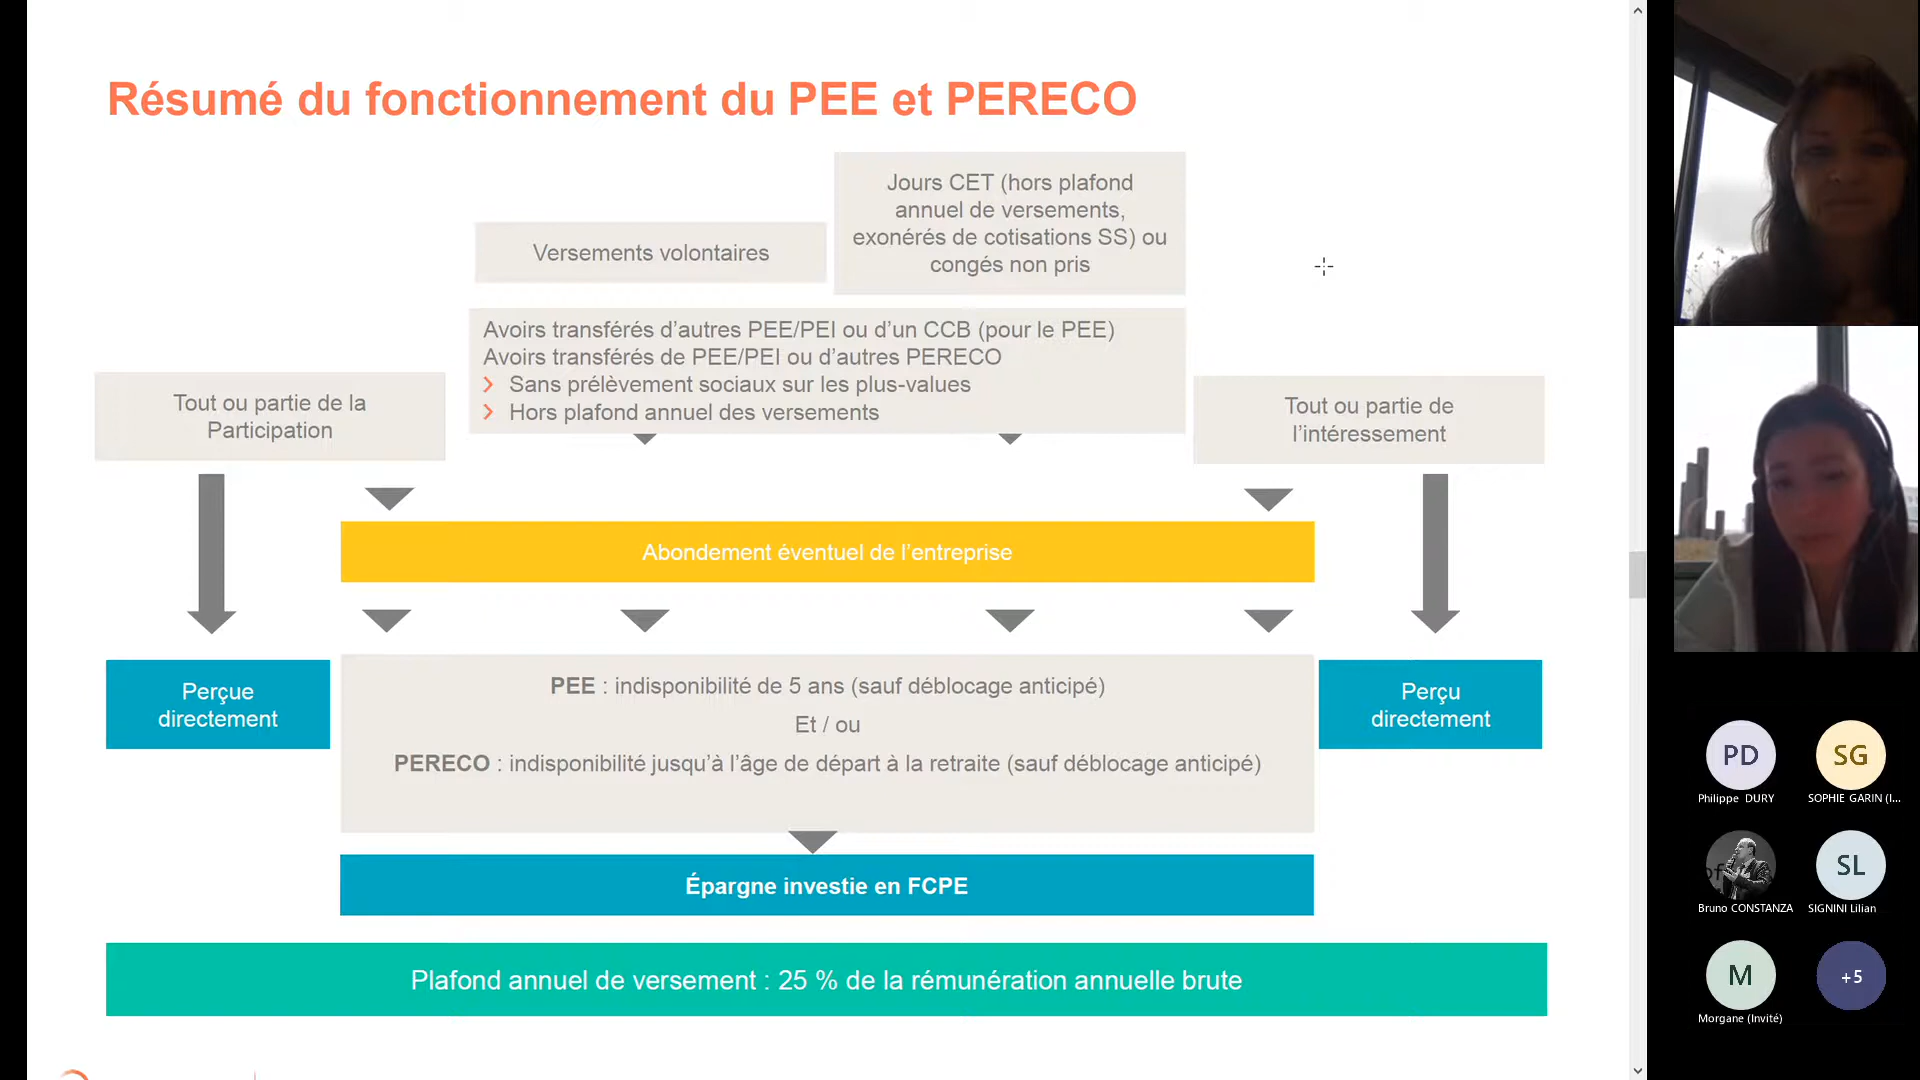 Résumé du fonctionnement du PEE et PERECO
Jours CET (hors plafond
annuel de versements,
exonérés de cotisations SS) ou
congés non pris
Versements volontaires
Avoirs transférés d’autres PEE/PEI ou d’un CCB (pour le PEE)
Avoirs transférés de PEE/PEI ou d’autres PERECO
Sans prélèvement sociaux sur les plus-values
Hors plafond annuel des versements
Tout ou partie de la
Participation
Tout ou partie de
l’intéressement
Abondement éventuel de l’entreprise
Perçue
directement
PEE : indisponibilité de 5 ans (sauf déblocage anticipé)
Et / ou
PERECO : indisponibilité jusqu’à l’âge de départ à la retraite (sauf déblocage anticipé)
Perçu
directement
Épargne investie en FCPE
Plafond annuel de versement : 25 % de la rémunération annuelle brute
PD
Philippe DURY
SG
SOPHIE GARIN (I...
Bruno CONSTANZA
SL
SIGNINI Lilian
M
Morgane (Invité)
+5